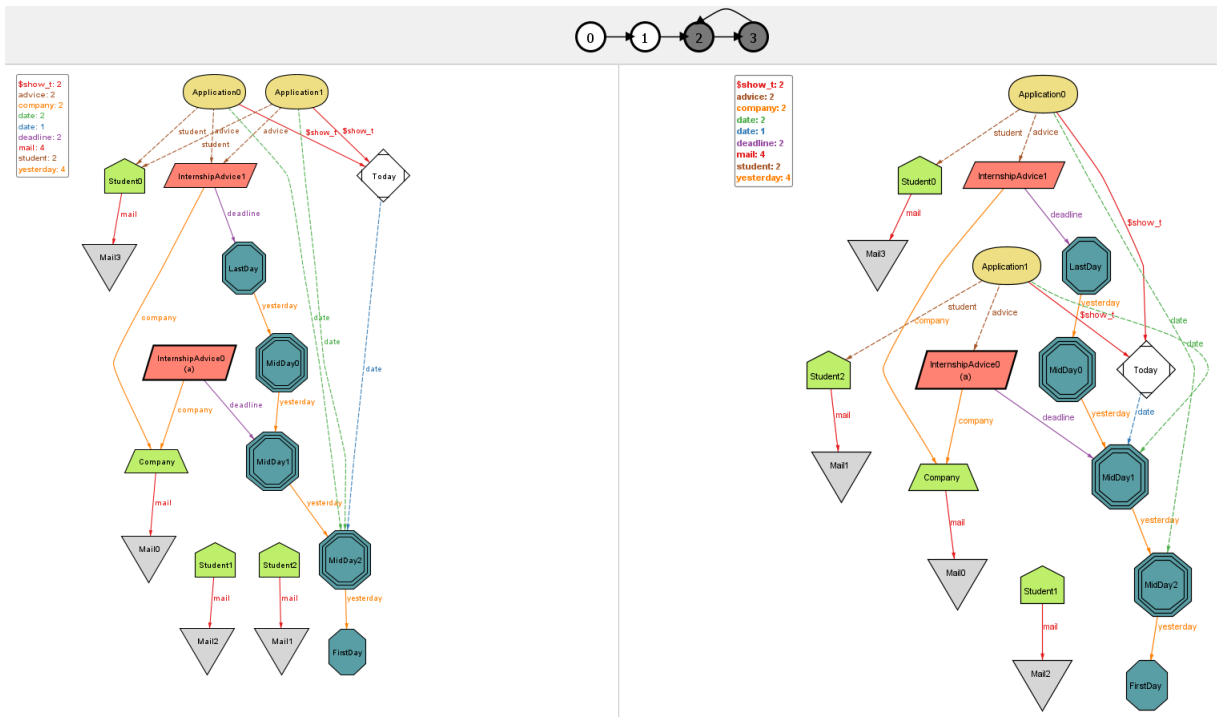 0 1 2 3
$show_t: 2
advice: 2
company: 2
date: 2
date: 1
deadline: 2
mail: 4
student: 2
yesterday: 4
Application0
Application1
student
advice
advice
student
$show_t
$show_t
Student0
InternshipAdvice1
Today
mail
deadline
Mail3
LastDay
yesterday
company
date
date
InternshipAdvice0
(a)
MidDay0
date
deadline
yesterday
company
Company
MidDay1
mail
yesterday
Mail0
Student1
Student2
MidDay2
mail
mail
yesterday
Mail2
Mail1
FirstDay
$show_t: 2
advice: 2
company: 2
date: 2
date: 1
deadline: 2
mail: 4
student: 2
yesterday: 4
Application0
student
advice
Student0
InternshipAdvice1
mail
deadline
$show_t
Mail3
Application1
LastDay
yesterday
student
advice
company
$show_t
date
date
Student2
InternshipAdvice0
(a)
MidDay0
Today
mail
company
deadline
yesterday
date
Mail1
Company
MidDay1
mail
yesterday
Mail0
Student1
MidDay2
mail
yesterday
Mail2
FirstDay